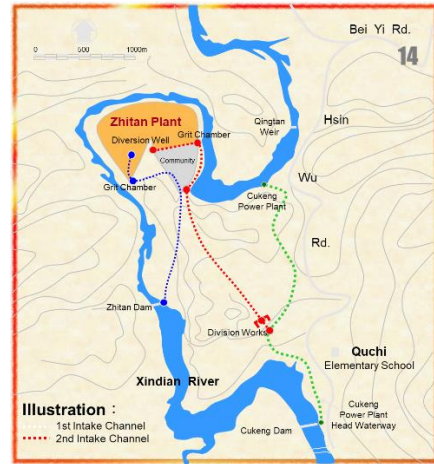 Bei Yi Rd.
14
0 500 1000m
Zhitan Plant
Diversion Well
Grit Chamber
Community
Grit Chamber
Qingtan
Weir
Hsin
Wu
Rd.
Cukeng
Power Plant
Zhitan Dam
Division Works
Quchi
Elementary School
Xindian River
Illustration：
1st Intake Channel
2nd Intake Channel
Cukeng Dam
Cukeng
Power Plant
Head Waterway